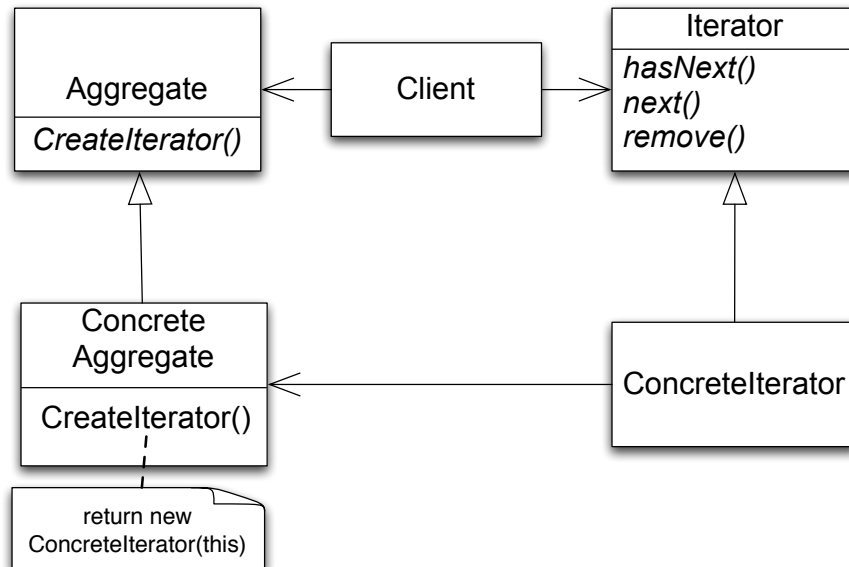 Aggregate
CreateIterator()
Client
Iterator
hasNext()
next()
remove()
Concrete
Aggregate
CreateIterator()
ConcreteIterator
return new
ConcreteIterator(this)